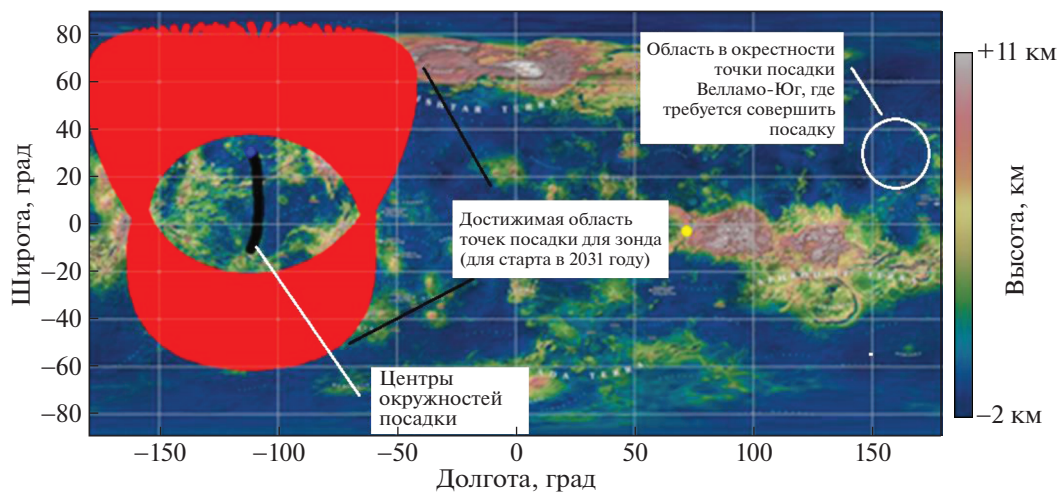 Область в окрестности
точки посадки
Велламо-Юг, где
требуется совершить
посадку
Достижимая область
точек посадки для зонда
(для старта в 2031 году)
Центры
окружностей
посадки
Широта, град
80
60
40
20
0
−20
−40
−60
−80
−150
−100
−50
0
50
100
150
Долгота, град
+11 км
−2 км
Высота, км